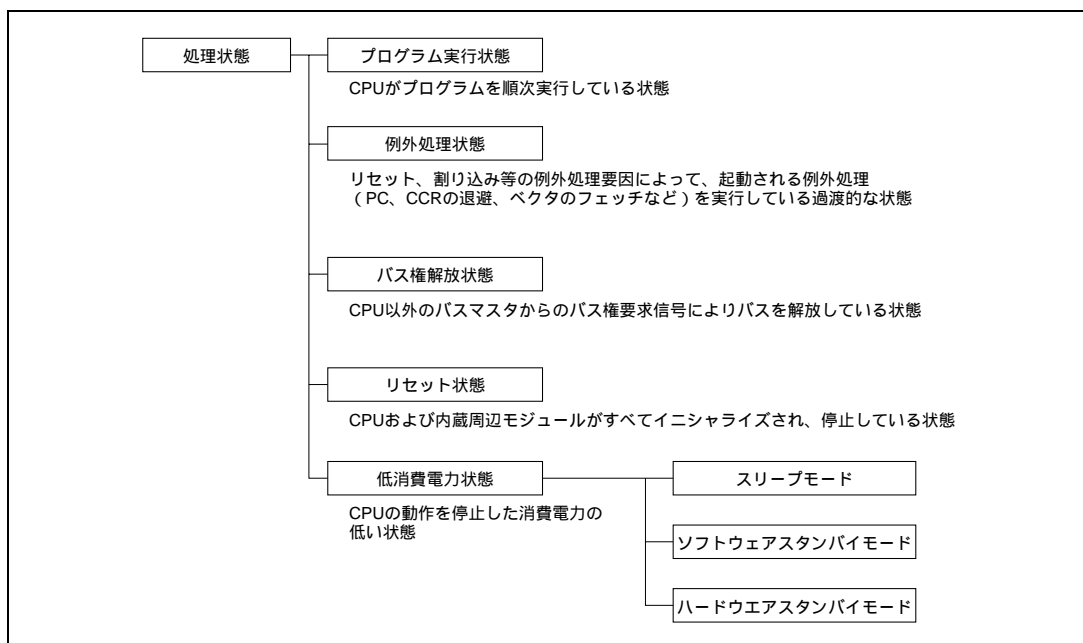 処理状態
プログラム実行状態
CPUがプログラムを順次実行している状態
例外処理状態
リセット、割り込み等の例外処理要因によって、起動される例外処理
（PC、CCRの退避、ベクタのフェッチなど）を実行している過渡的な状態
バス権解放状態
CPU以外のバスマスタからのバス権要求信号によりバスを解放している状態
リセット状態
CPUおよび内蔵周辺モジュールがすべてイニシャライズされ、停止している状態
低消費電力状態
CPUの動作を停止した消費電力の
低い状態
スリープモード
ソフトウェアスタンバイモード
ハードウエアスタンバイモード